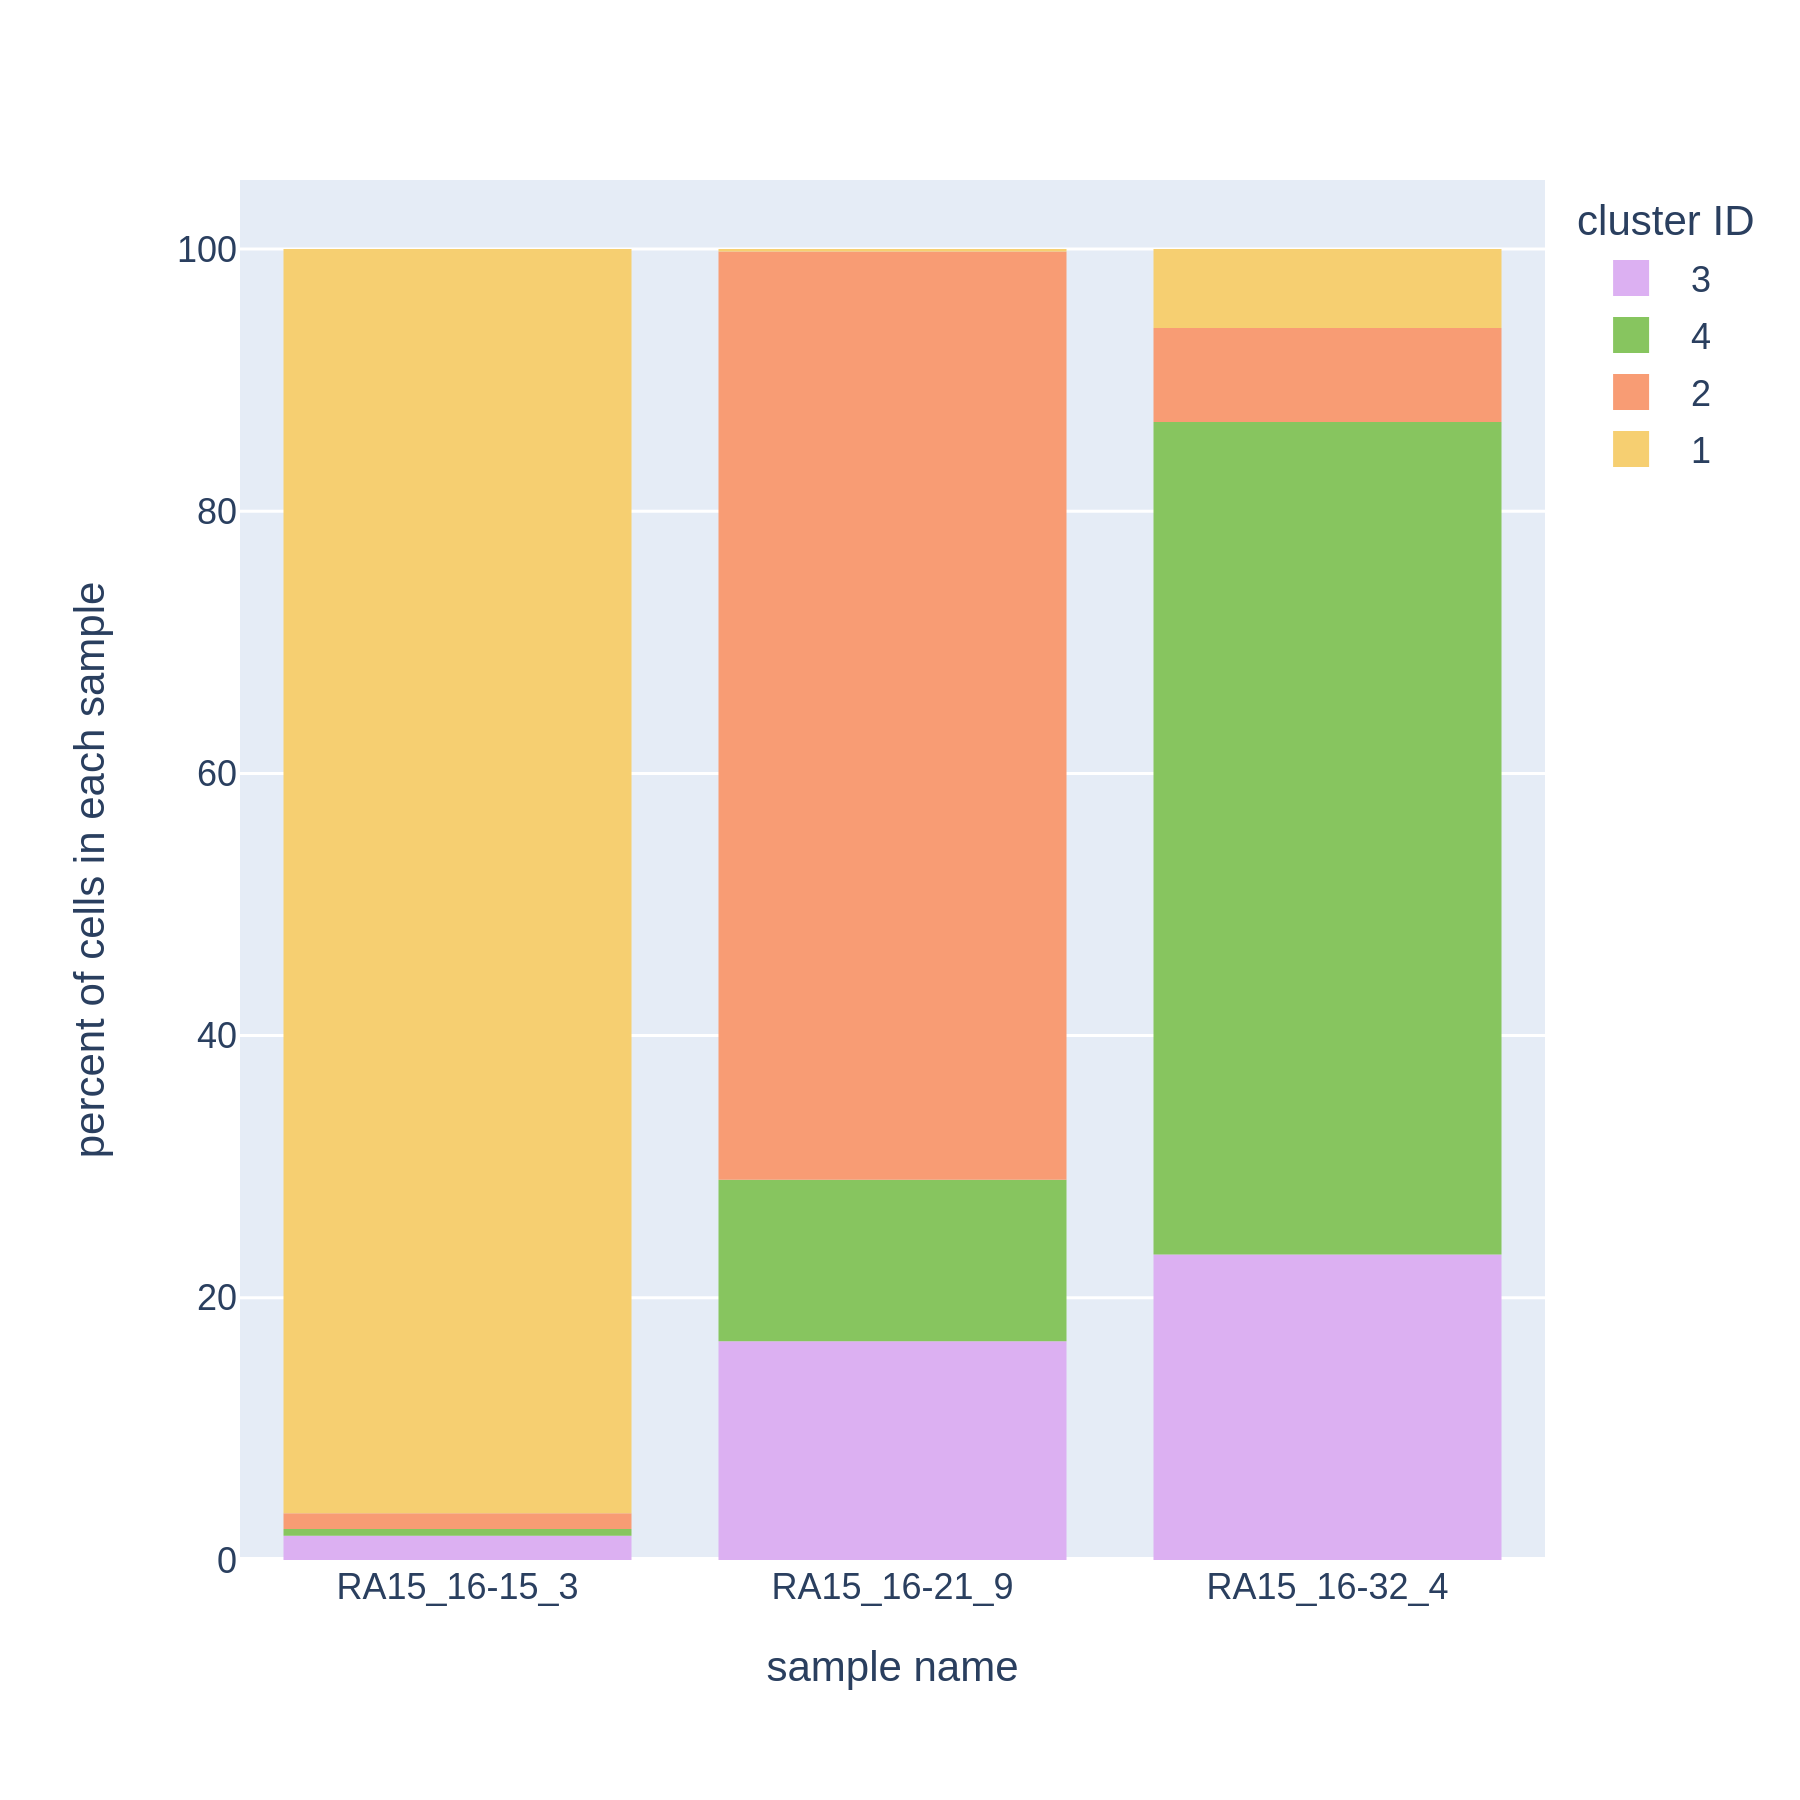 cluster ID
3
4
2
1
percent of cells in each sample
100
80
60
40
20
0
RA15_16-15_3
RA15_16-21_9
RA15_16-32_4
sample name